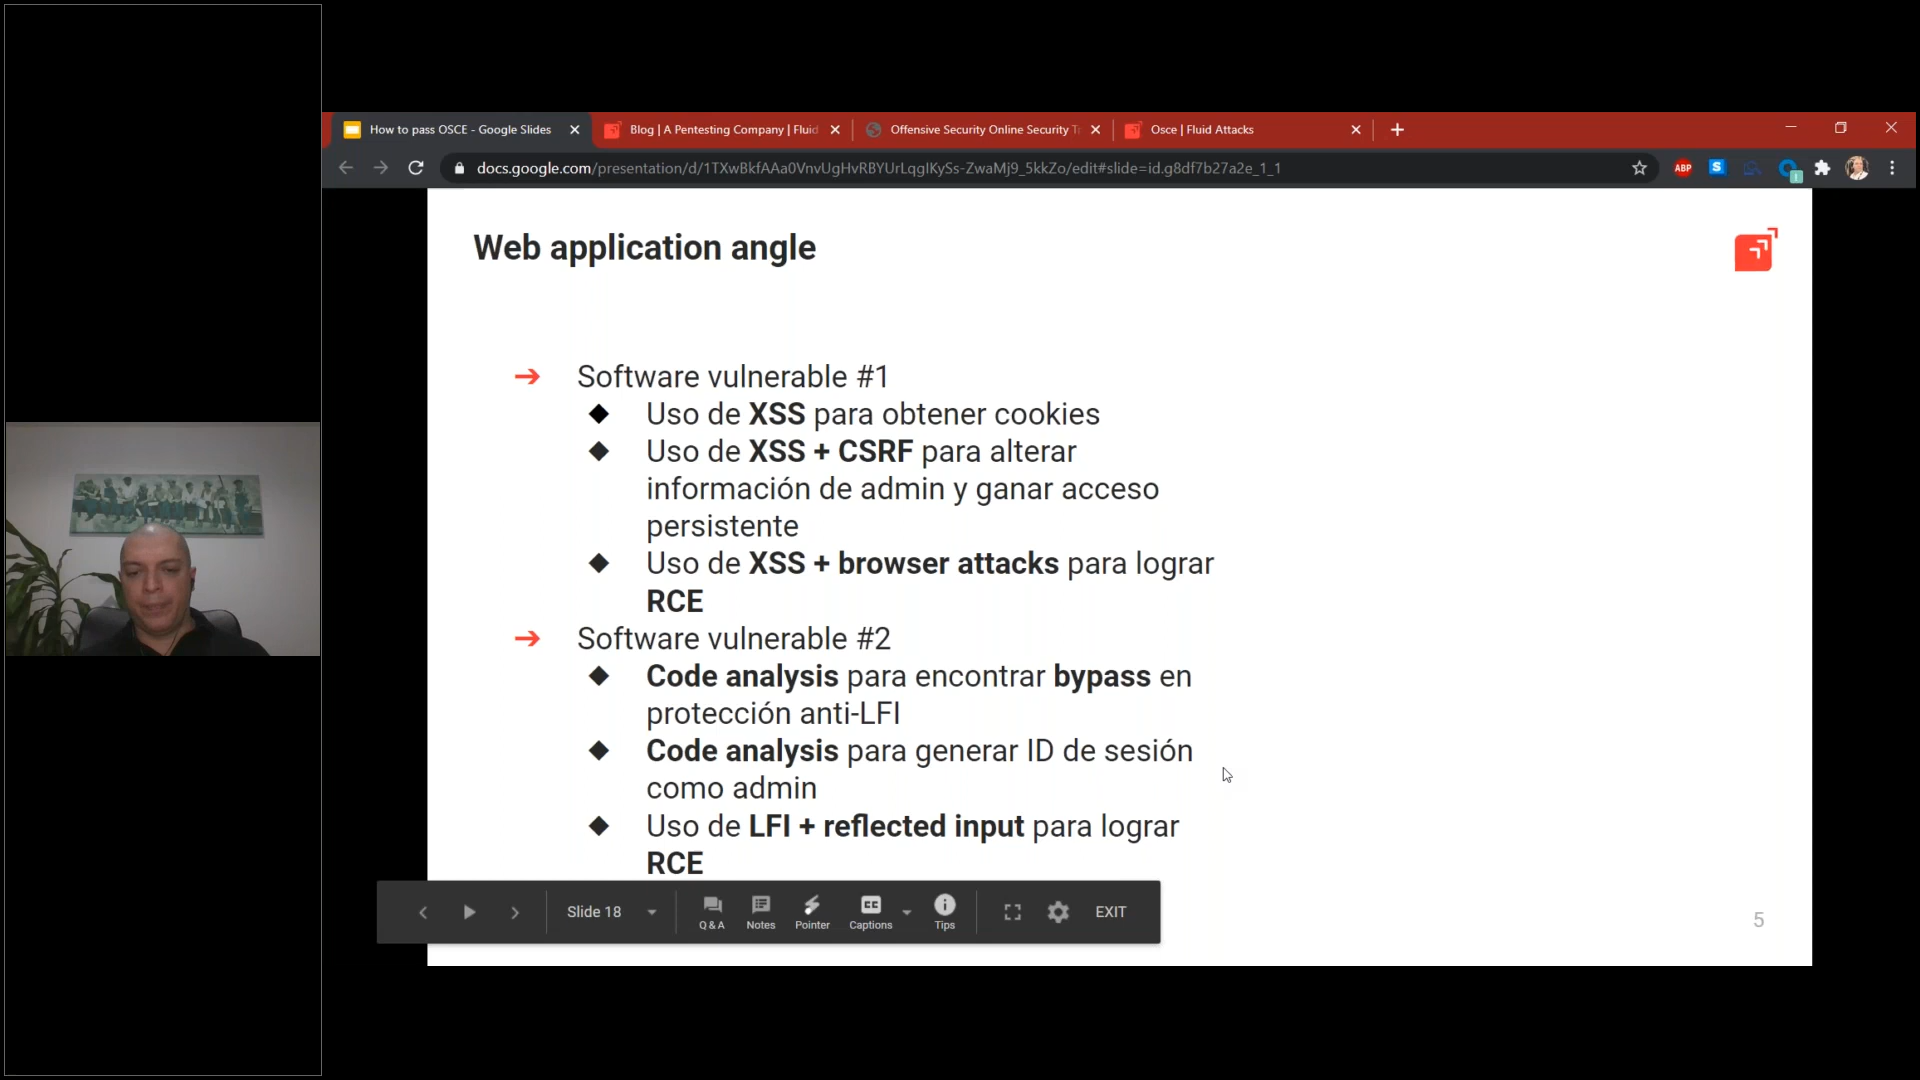 How to pass OSCE - Google Slides
Blog | A Pentesting Company | Fluid
Offensive Security Online Security
Osce | Fluid Attacks
docs.google.com/presentation/d/1TXwBkfAAa0VnvUgHvRBYUrLqglKySs-ZwaMj9_5kkZo/edit#slide=id.g8df7b27a2e_1_1
ABP
S
Web application angle
➔ Software vulnerable #1
◆ Uso de XSS para obtener cookies
◆ Uso de XSS + CSRF para alterar
información de admin y ganar acceso
persistente
◆ Uso de XSS + browser attacks para lograr
RCE
➔ Software vulnerable #2
◆ Code analysis para encontrar bypass en
protección anti-LFI
◆ Code analysis para generar ID de sesión
como admin
◆ Uso de LFI + reflected input para lograr
RCE
Slide 18
Q & A
Notes
Pointer
CC
Captions
Tips
EXIT
5